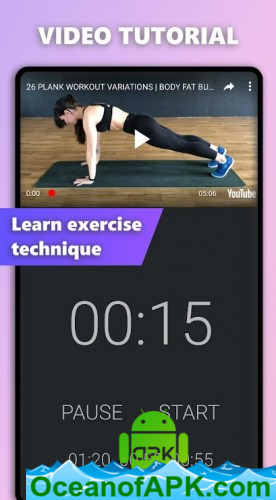 VIDEO TUTORIAL
26 PLANK WORKOUT VARIATIONS | BODY FAT BU...
0:00
05:06
YouTube
Learn exercise
technique
00:15
PAUSE START
APK
01:20
:55
OceanofAPK.com